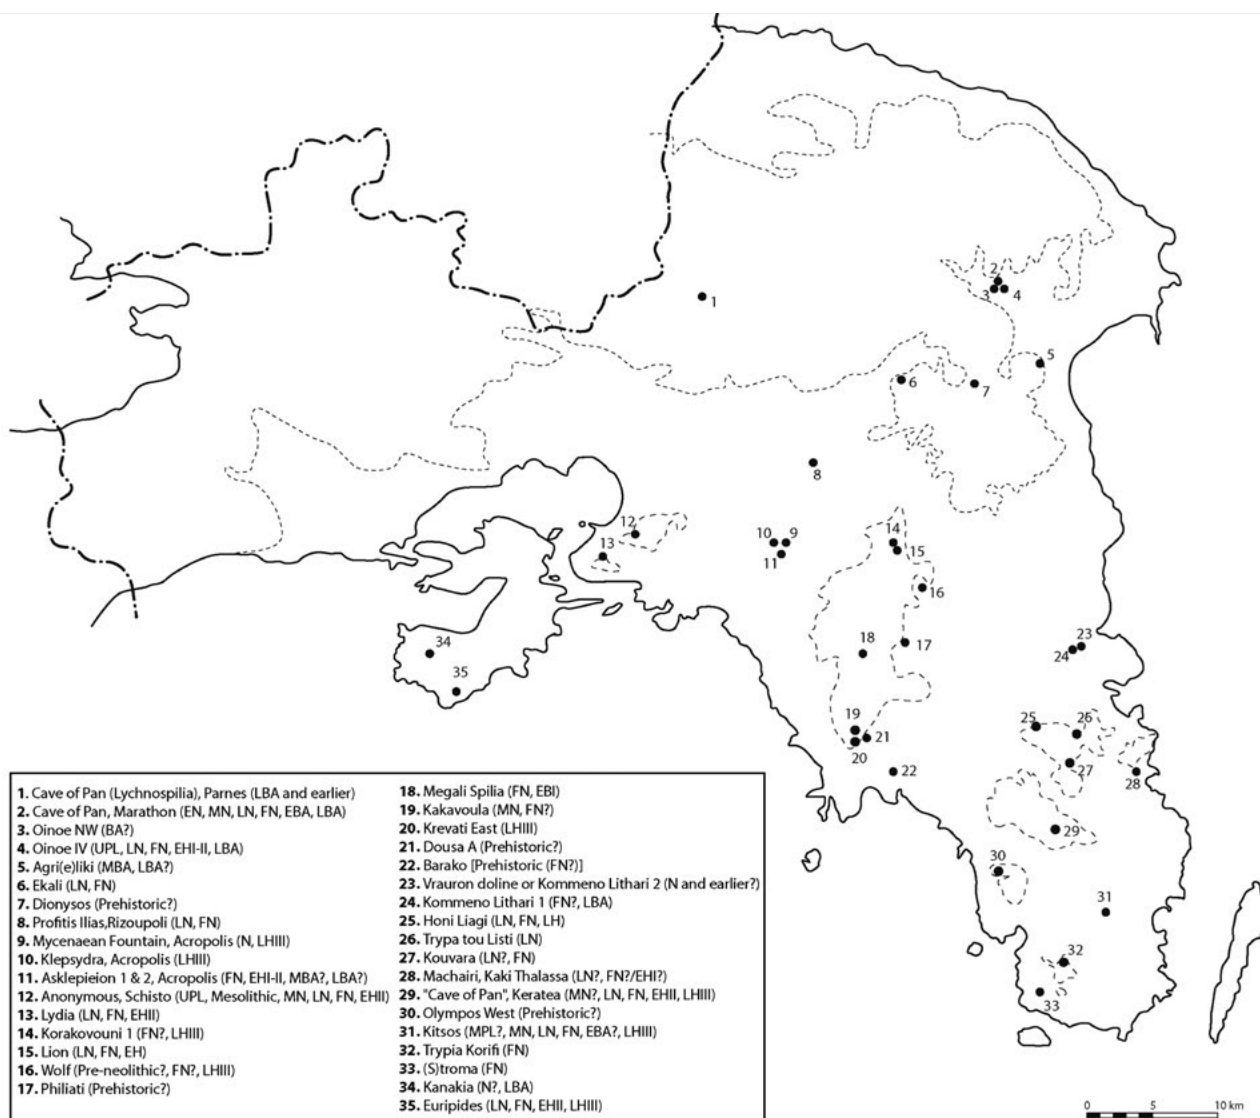 1
2
3
4
5
6
7
8
12
13
10
9
11
14
15
16
17
18
34
35
23
24
19
20
21
22
25
26
27
28
29
30
31
32
33
1. Cave of Pan (Lychnospilia), Parnes (LBA and earlier)
2. Cave of Pan, Marathon (EN, MN, LN, FN, EBA, LBA)
3. Oinoe NW (BA?)
4. Oinoe IV (UPL, LN, FN, EHI-II, LBA)
5. Agri(e)liki (MBA, LBA?)
6. Ekali (LN, FN)
7. Dionysos (Prehistoric?)
8. Profitis Ilias,Rizoupoli (LN, FN)
9. Mycenaean Fountain, Acropolis (N, LHIII)
10. Klepsydra, Acropolis (LHIII)
11. Asklepieion 1 & 2, Acropolis (FN, EHI-II, MBA?, LBA?)
12. Anonymous, Schisto (UPL, Mesolithic, MN, LN, FN, EHII)
13. Lydia (LN, FN, EHII)
14. Korakovouni 1 (FN?, LHIII)
15. Lion (LN, FN, EH)
16. Wolf (Pre-neolithic?, FN?, LHIII)
17. Philiati (Prehistoric?)
18. Megali Spilia (FN, EBI)
19. Kakavoula (MN, FN?)
20. Krevati East (LHIII)
21. Dousa A (Prehistoric?)
22. Barako [Prehistoric (FN?)]
23. Vrauron doline or Kommeno Lithari 2 (N and earlier?)
24. Kommeno Lithari 1 (FN?, LBA)
25. Honi Liagi (LN, FN, LH)
26. Trypa tou Listi (LN)
27. Kouvara (LN?, FN)
28. Machairi, Kaki Thalassa (LN?, FN?/EHI?)
29. "Cave of Pan", Keratea (MN?, LN, FN, EHII, LHIII)
30. Olympos West (Prehistoric?)
31. Kitsos (MPL?, MN, LN, FN, EBA?, LHIII)
32. Trypia Korifi (FN)
33. (S)troma (FN)
34. Kanakia (N?, LBA)
35. Euripides (LN, FN, EHII, LHIII)
0 5 10 km